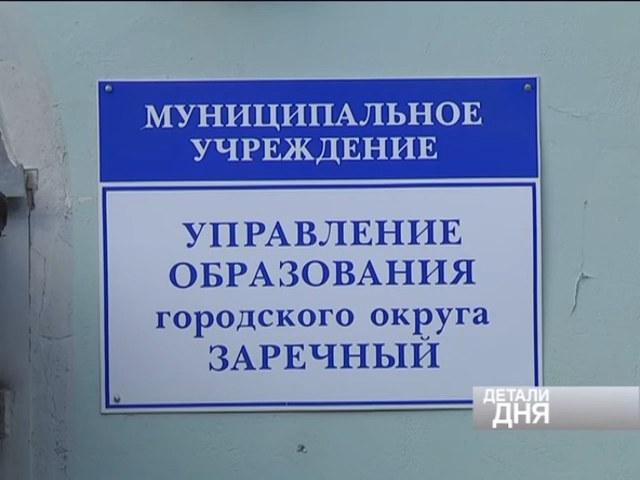 МУНИЦИПАЛЬНОЕ
УЧРЕЖДЕНИЕ
УПРАВЛЕНИЕ
ОБРАЗОВАНИЯ
городского округа
ЗАРЕЧНЫЙ
ДЕТАЛИ
ДНЯ